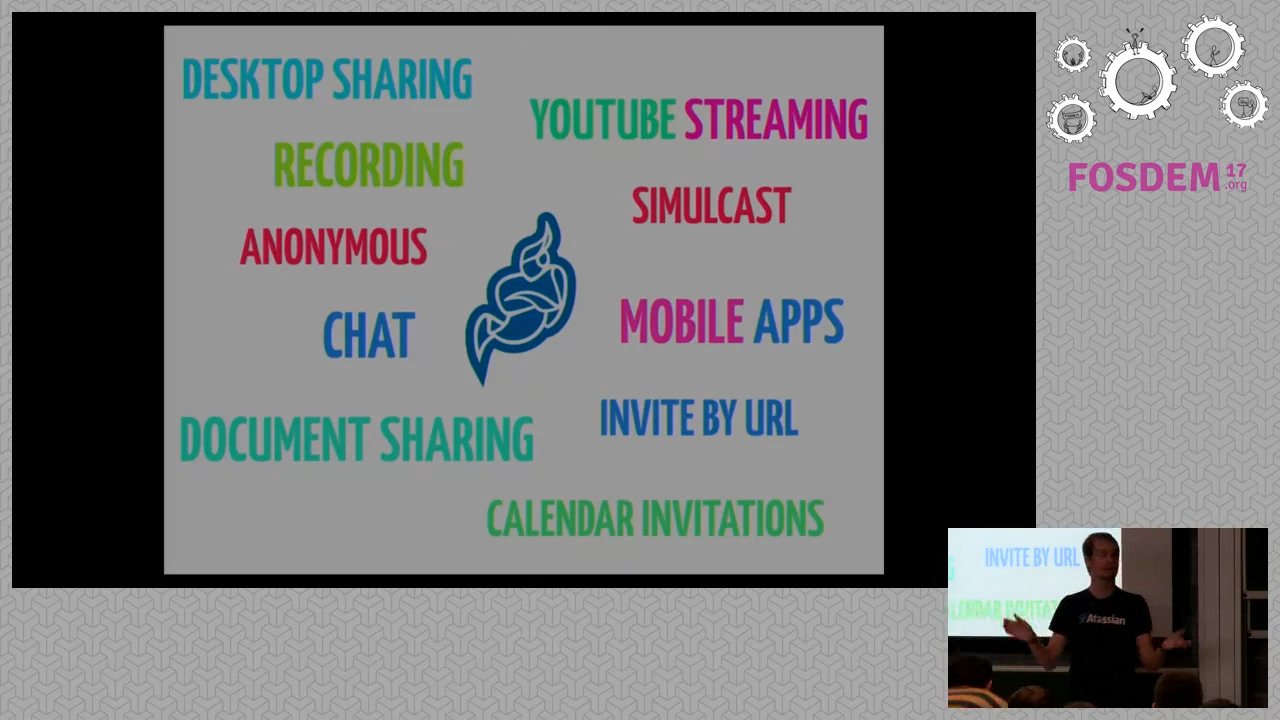 DESKTOP SHARING
YOUTUBE STREAMING
RECORDING
SIMULCAST
ANONYMOUS
CHAT
MOBILE APPS
INVITE BY URL
DOCUMENT SHARING
CALENDAR INVITATIONS
FOSDEM 17
.org
INVITE BY URL
Atlassian